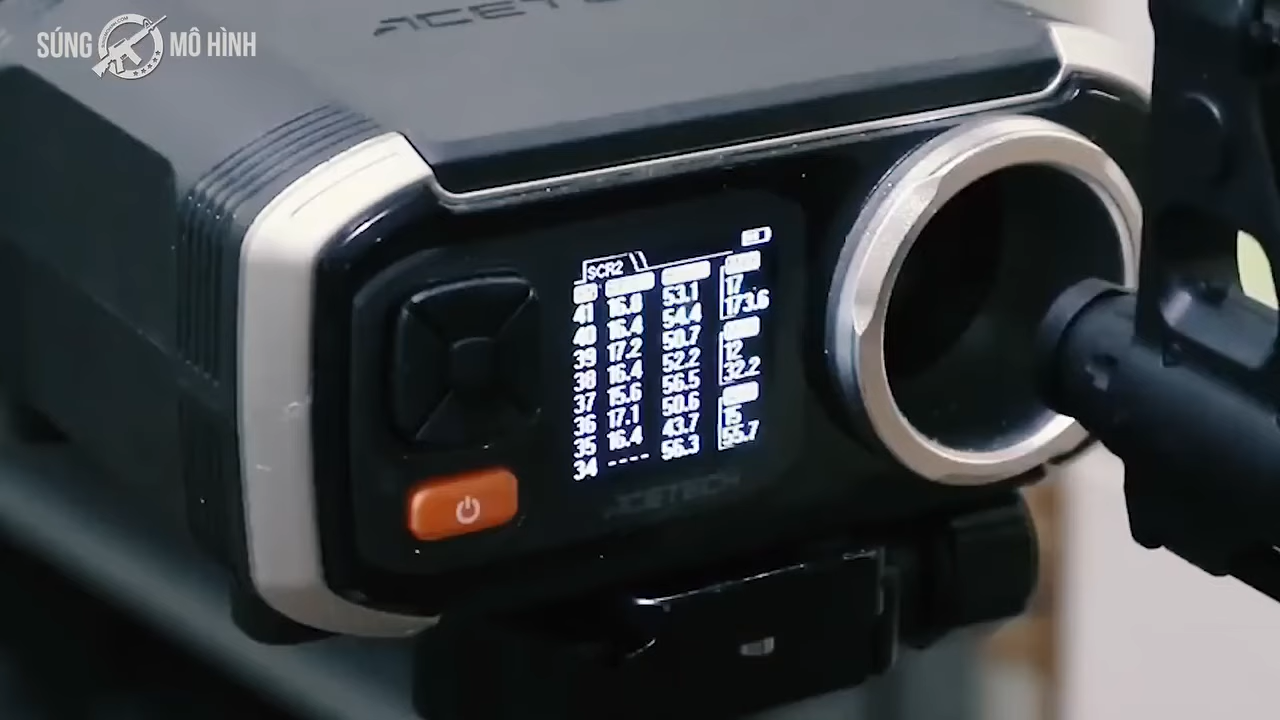 SÚNG MÔ HÌNH
ACETECH
SCR2
41 16.8 53.1 17
40 16.4 54.4 173.6
39 17.2 50.7
38 16.4 52.2 12
37 15.6 56.5 32.2
36 17.1 50.6
35 16.4 43.7 15
34 ---- 56.3 55.7
ACETECH